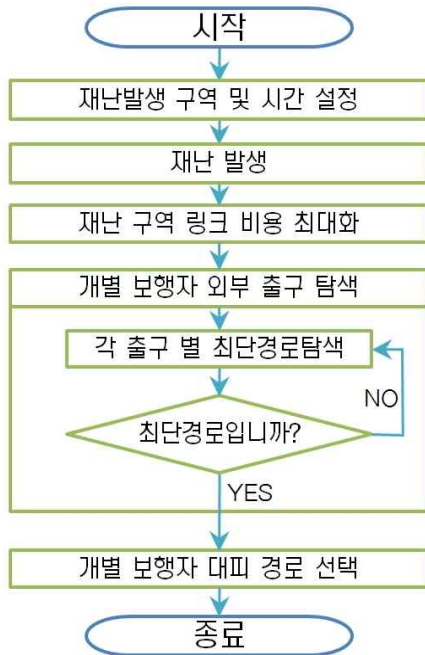 시작
재난발생 구역 및 시간 설정
재난 발생
재난 구역 링크 비용 최대화
개별 보행자 외부 출구 탐색
각 출구 별 최단경로탐색
NO
최단경로입니까?
YES
개별 보행자 대피 경로 선택
종료